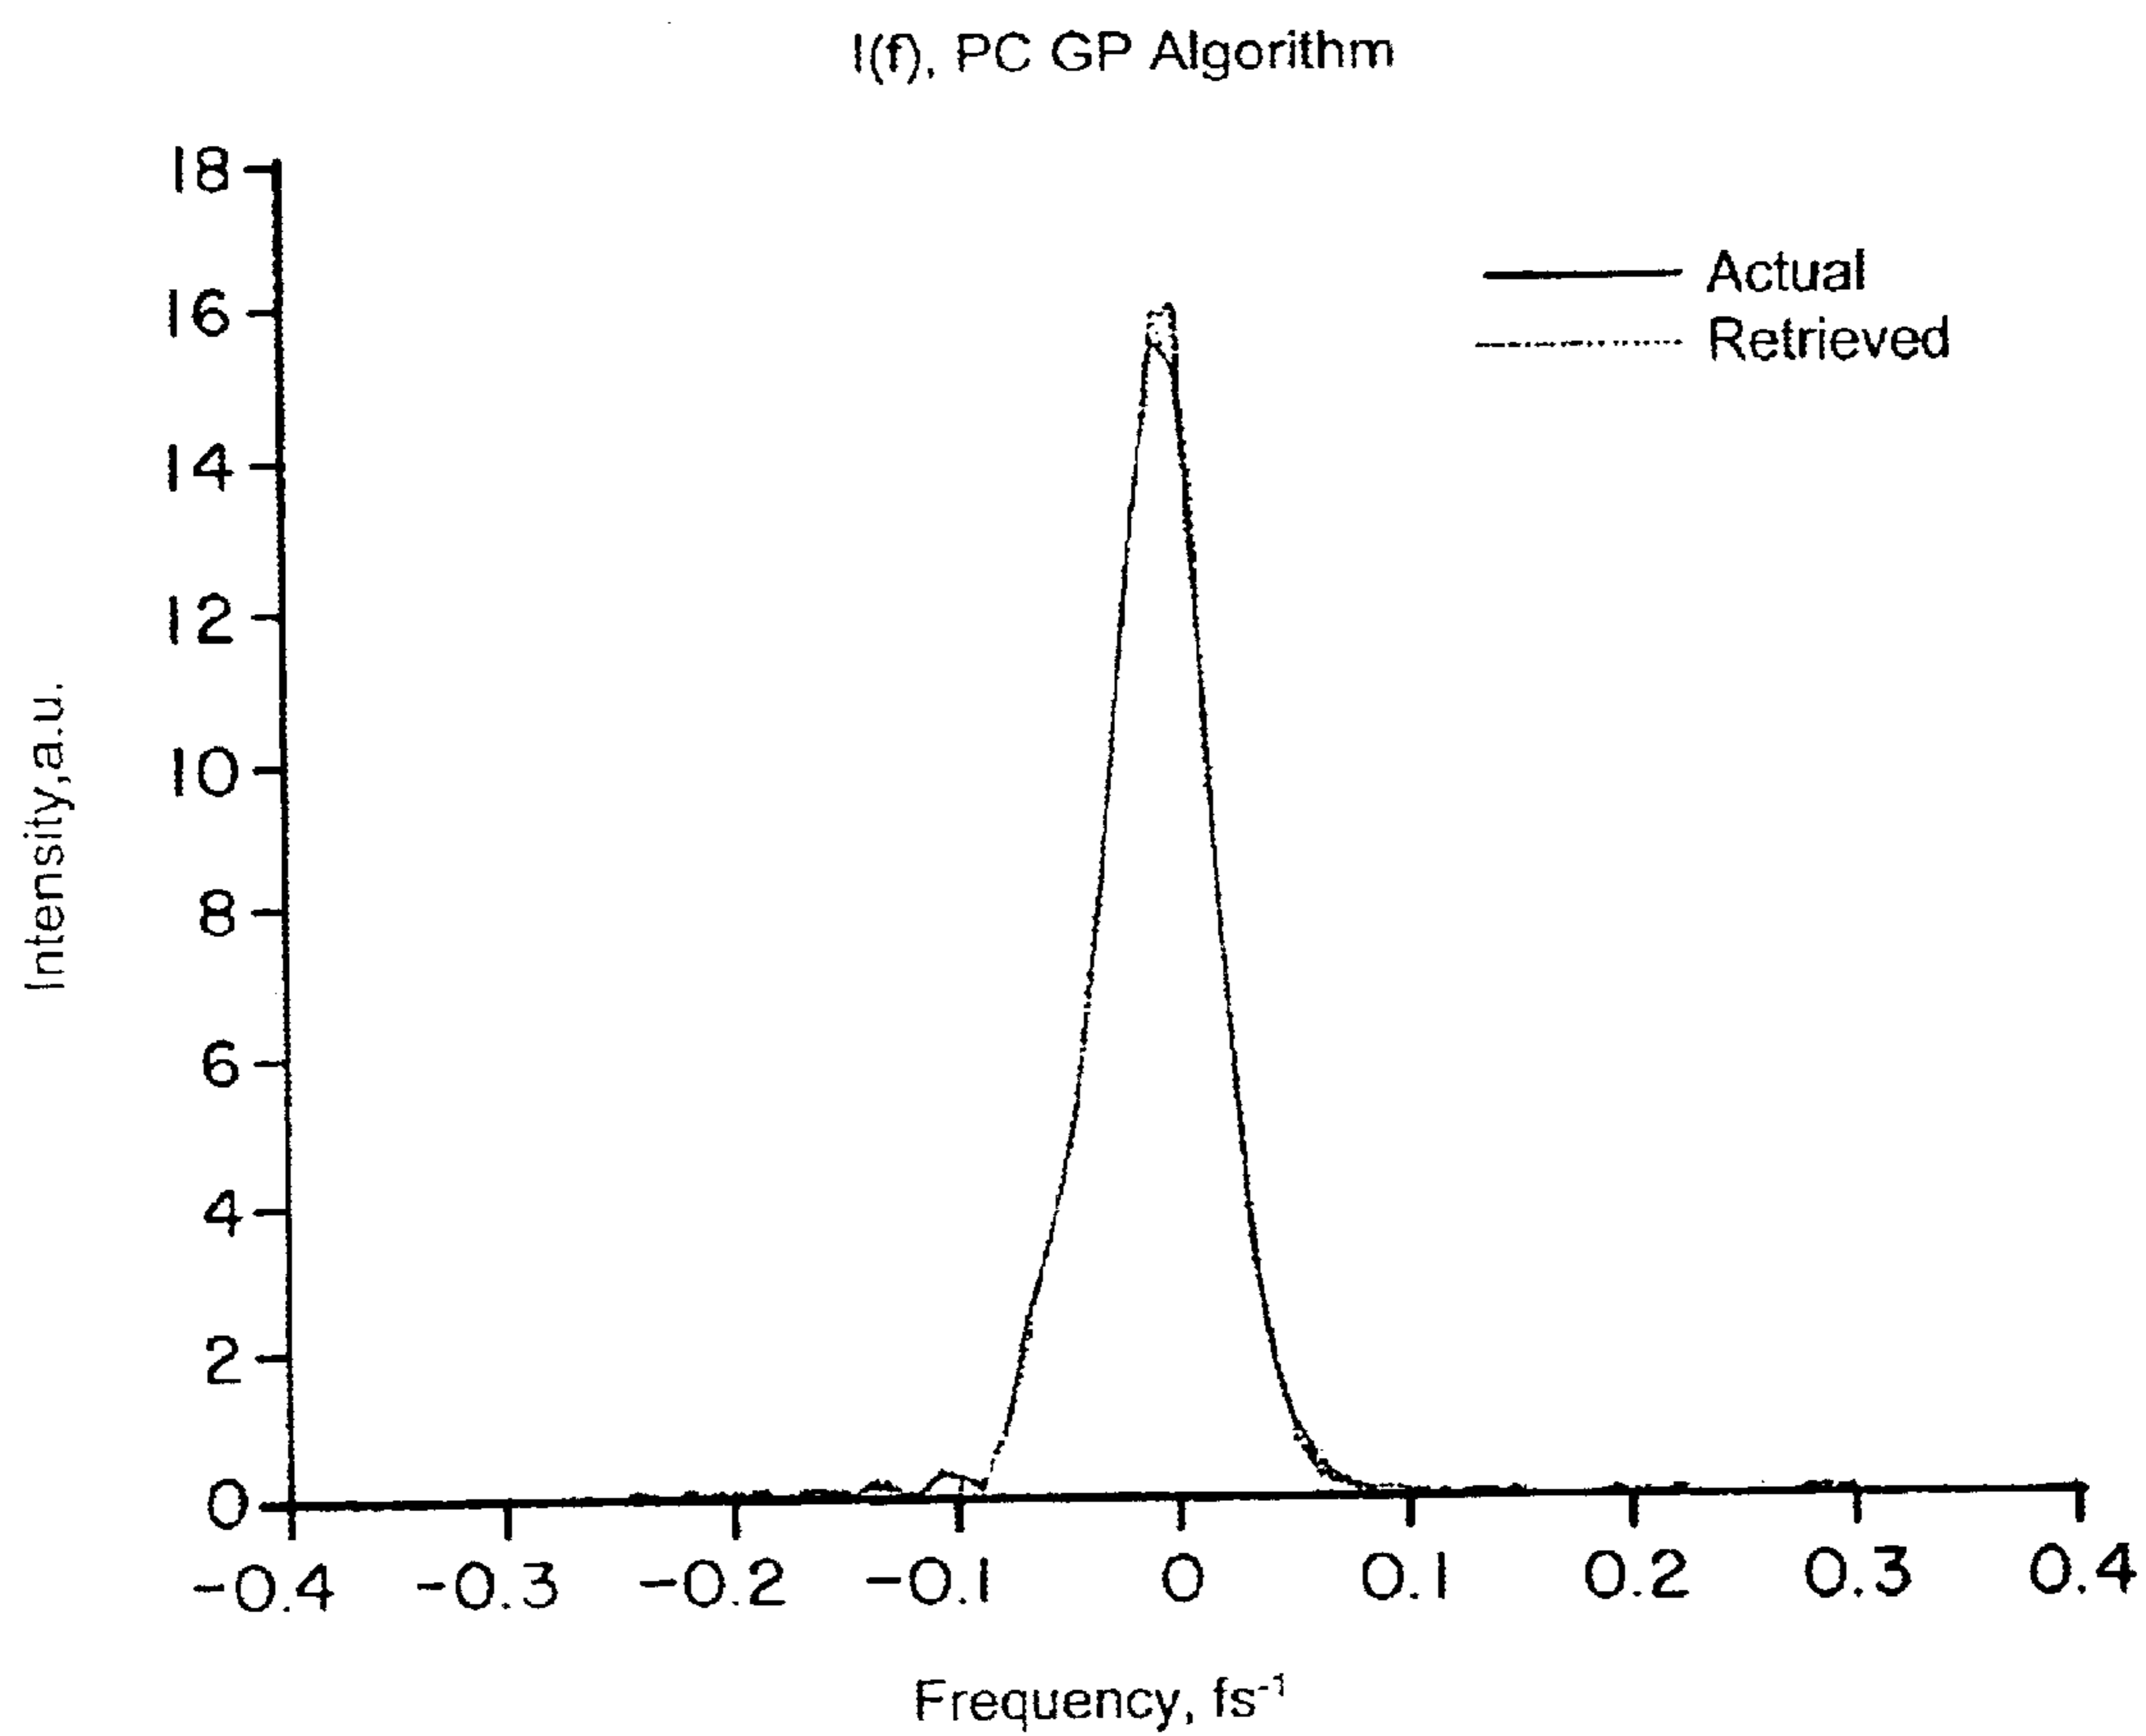 I(f), PC GP Algorithm
18
16
14
12
10
8
6
4
2
0
Intensity,a.u.
Actual
Retrieved
-0.4 -0.3 -0.2 -0.1 0 0.1 0.2 0.3 0.4
Frequency, fs⁻¹